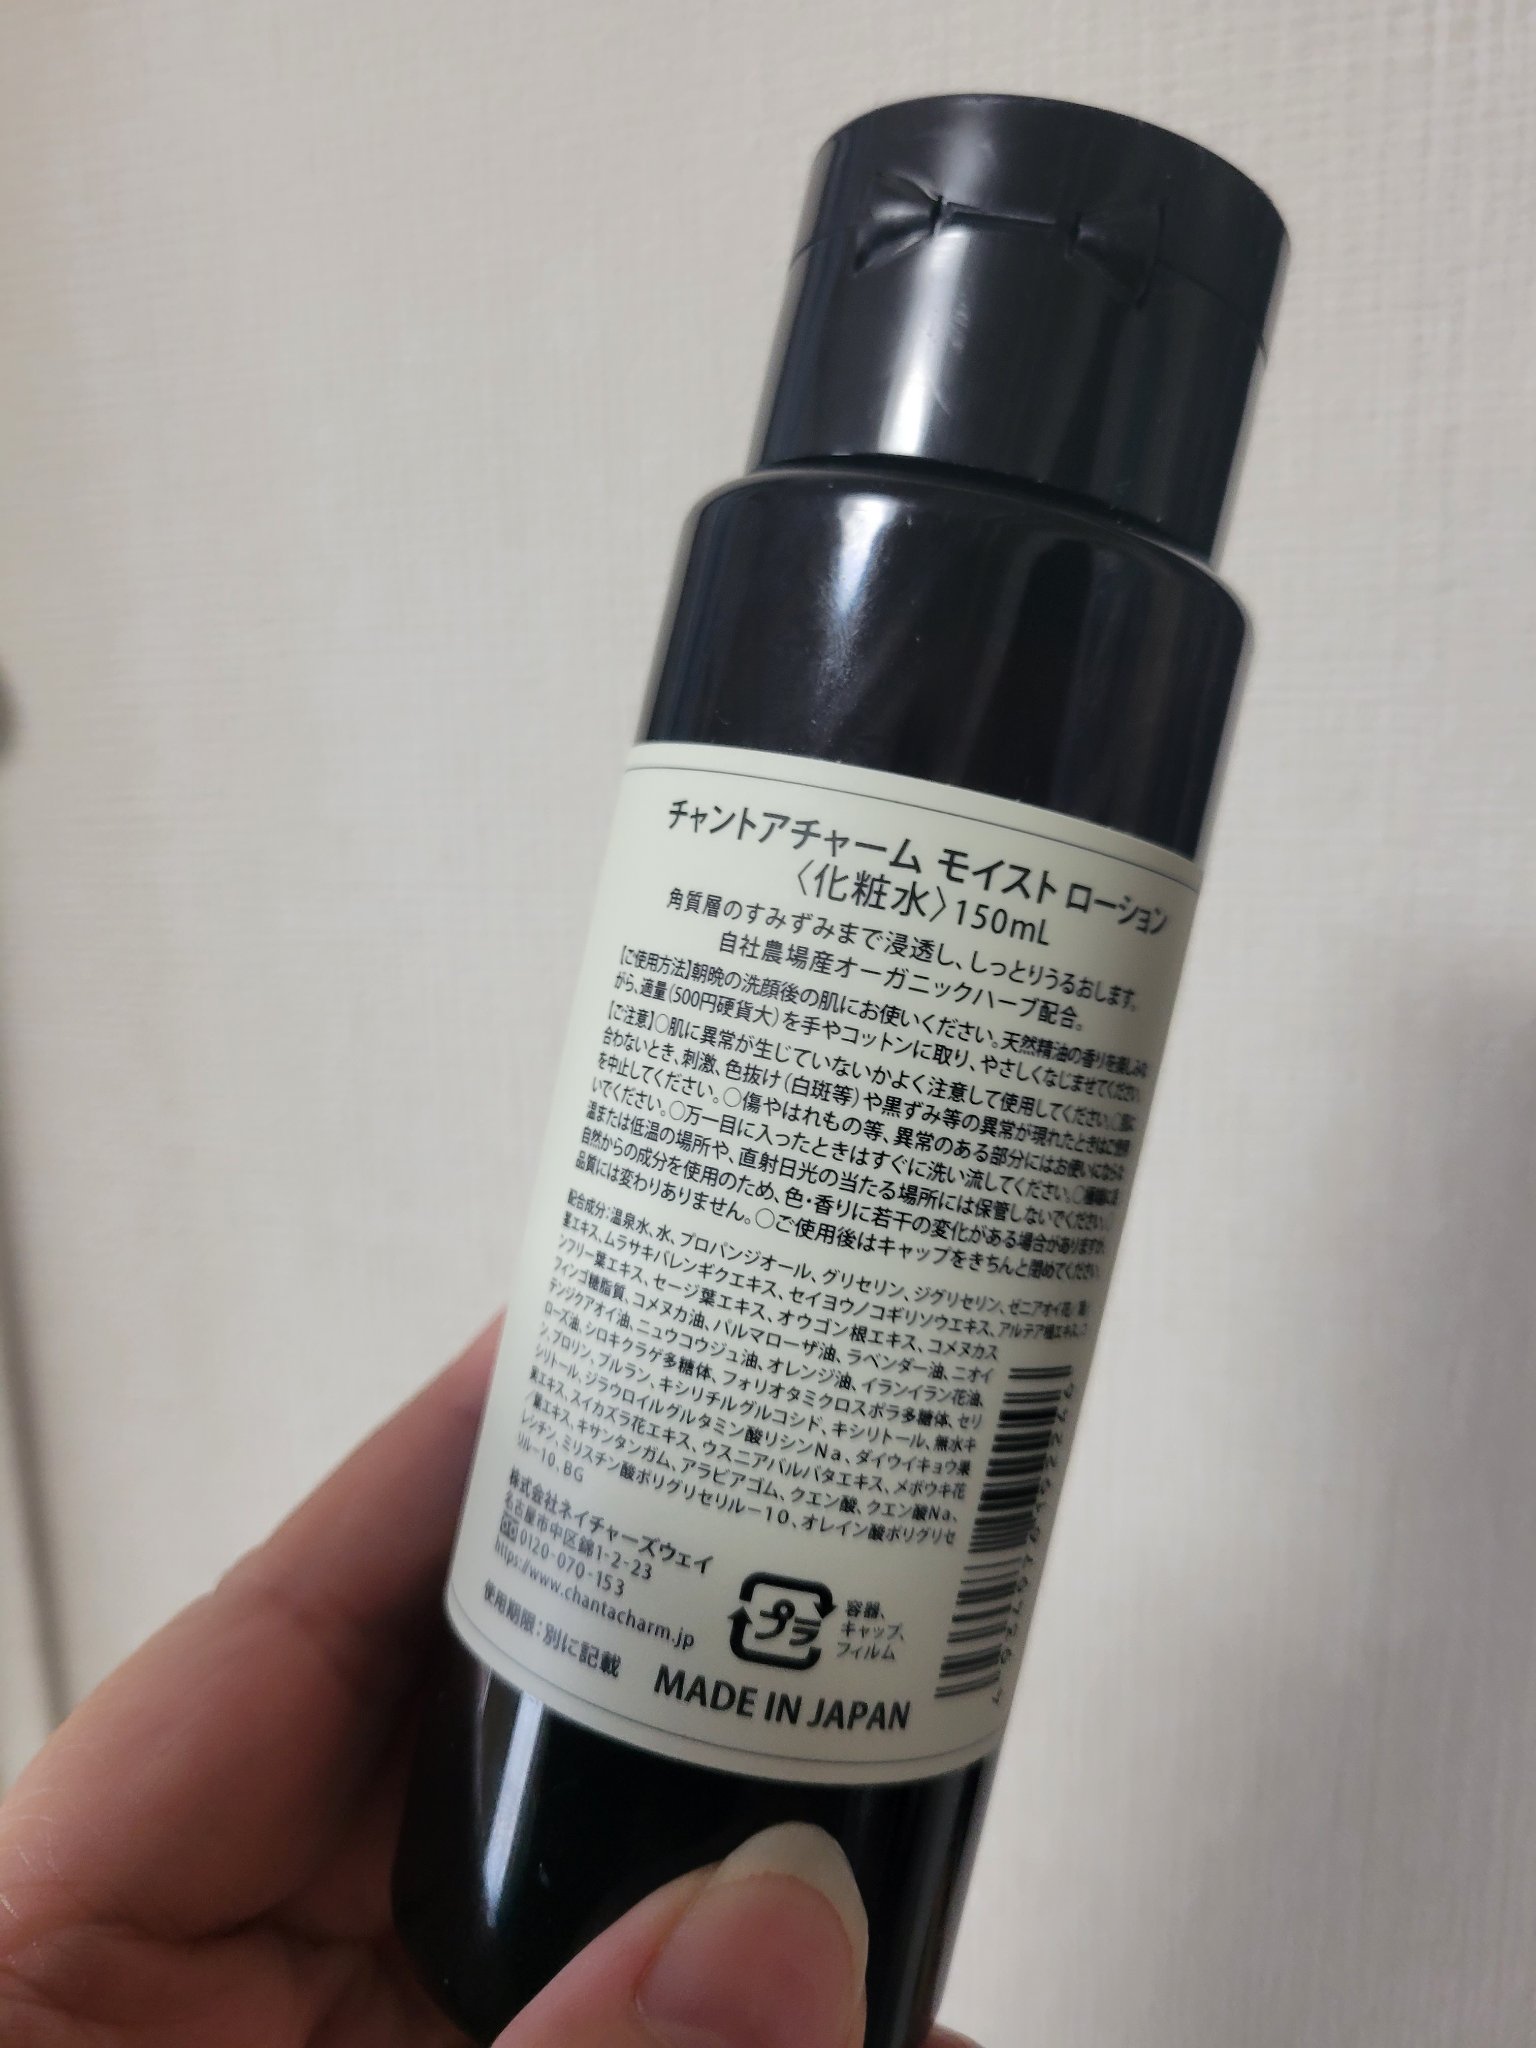 チャントアチャーム モイスト ローション
〈化粧水〉150mL
角質層のすみずみまで浸透し、しっとりうるおします。
自社農場産オーガニックハーブ配合。
【ご使用方法】朝晩の洗顔後の肌にお使いください。天然精油の香りを楽しみな
がら、適量(500円硬貨大)を手やコットンに取り、やさしくなじませてください。
【ご注意】○肌に異常が生じていないかよく注意して使用してください。○肌に
合わないとき、刺激、色抜け(白斑等)や黒ずみ等の異常が現れたときはご使用
を中止してください。○傷やはれもの等、異常のある部分にはお使いにならな
いでください。○万一目に入ったときはすぐに洗い流してください。○極端に高
温または低温の場所や、直射日光の当たる場所には保管しないでください。○
自然からの成分を使用のため、色・香りに若干の変化がある場合がありますが、
品質には変わりありません。○ご使用後はキャップをきちんと閉めてください。
配合成分:温泉水、水、プロパンジオール、グリセリン、ジグリセリン、ゼニアオイ花/葉/
茎エキス、ムラサキバレンギクエキス、セイヨウノコギリソウエキス、アルテア根エキス、コ
ンフリー葉エキス、セージ葉エキス、オウゴン根エキス、コメヌカス
フィンゴ糖脂質、コメヌカ油、パルマローザ油、ラベンダー油、ニオイ
テンジクアオイ油、ニュウコウジュ油、オレンジ油、イランイラン花油、
ローズ油、シロキクラゲ多糖体、フォリオタミクロスポラ多糖体、セリ
ン、プロリン、プルラン、キシリチルグルコシド、キシリトール、無水キ
シリトール、ジラウロイルグルタミン酸リシンNa、ダイウイキョウ果
実エキス、スイカズラ花エキス、ウスニアバルバタエキス、メボウキ花
/葉エキス、キサンタンガム、アラビアゴム、クエン酸、クエン酸Na、
レシチン、ミリスチン酸ポリグリセリルー10、オレイン酸ポリグリセ
リルー10、BG
株式会社ネイチャーズウェイ
名古屋市中区錦1-2-23
0120-070-153
https://www.chantacharm.jp
使用期限:別に記載
プラ
容器、
キャップ、
フィルム
MADE IN JAPAN